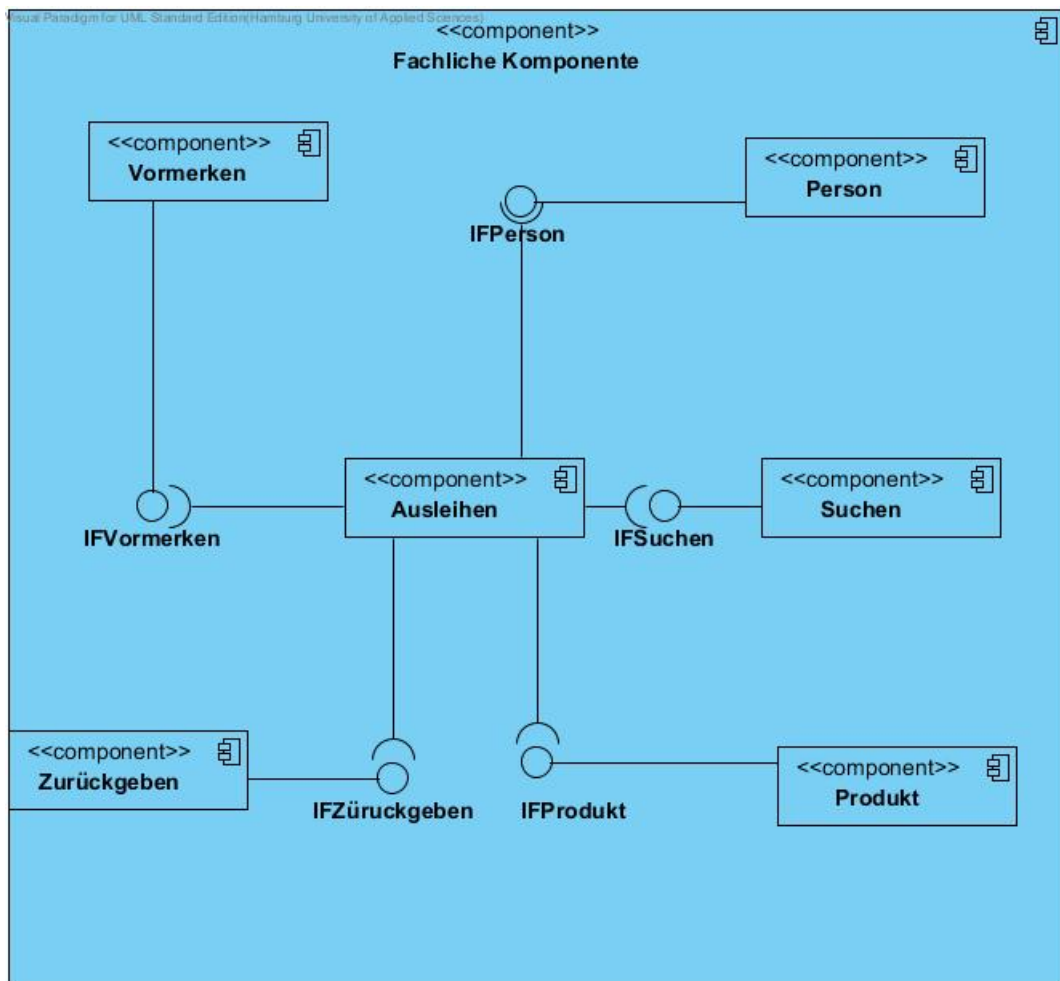 Visual Paradigm for UML Standard Edition(Hamburg University of Applied Sciences)
<<component>>
Fachliche Komponente
<<component>>
Vormerken
<<component>>
Person
IFPerson
<<component>>
Ausleihen
<<component>>
Suchen
IFVormerken
IFSuchen
<<component>>
Zurückgeben
<<component>>
Produkt
IFZüruckgeben
IFProdukt